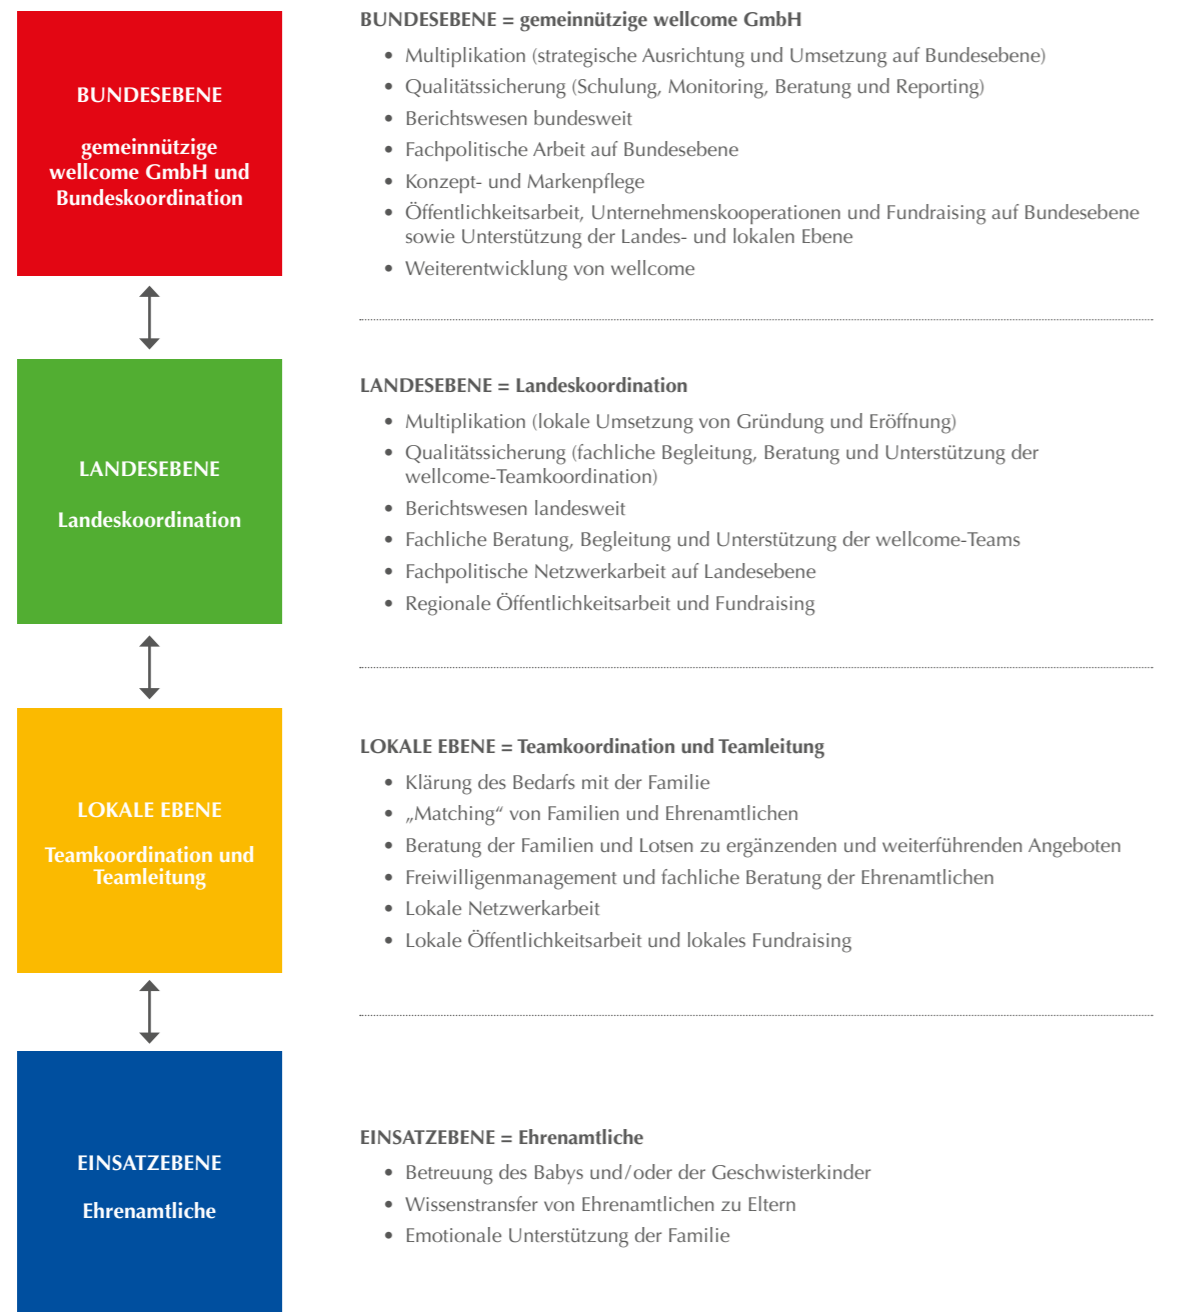 BUNDESEBENE
gemeinnützige
wellcome GmbH und
Bundeskoordination
BUNDESEBENE = gemeinnützige wellcome GmbH
• Multiplikation (strategische Ausrichtung und Umsetzung auf Bundesebene)
• Qualitätssicherung (Schulung, Monitoring, Beratung und Reporting)
• Berichtswesen bundesweit
• Fachpolitische Arbeit auf Bundesebene
• Konzept- und Markenpflege
• Öffentlichkeitsarbeit, Unternehmenskooperationen und Fundraising auf Bundesebene
sowie Unterstützung der Landes- und lokalen Ebene
• Weiterentwicklung von wellcome
LANDESEBENE
Landeskoordination
LANDESEBENE = Landeskoordination
• Multiplikation (lokale Umsetzung von Gründung und Eröffnung)
• Qualitätssicherung (fachliche Begleitung, Beratung und Unterstützung der
wellcome-Teamkoordination)
• Berichtswesen landesweit
• Fachliche Beratung, Begleitung und Unterstützung der wellcome-Teams
• Fachpolitische Netzwerkarbeit auf Landesebene
• Regionale Öffentlichkeitsarbeit und Fundraising
LOKALE EBENE
Teamkoordination und
Teamleitung
LOKALE EBENE = Teamkoordination und Teamleitung
• Klärung des Bedarfs mit der Familie
• „Matching“ von Familien und Ehrenamtlichen
• Beratung der Familien und Lotsen zu ergänzenden und weiterführenden Angeboten
• Freiwilligenmanagement und fachliche Beratung der Ehrenamtlichen
• Lokale Netzwerkarbeit
• Lokale Öffentlichkeitsarbeit und lokales Fundraising
EINSATZEBENE
Ehrenamtliche
EINSATZEBENE = Ehrenamtliche
• Betreuung des Babys und/oder der Geschwisterkinder
• Wissenstransfer von Ehrenamtlichen zu Eltern
• Emotionale Unterstützung der Familie